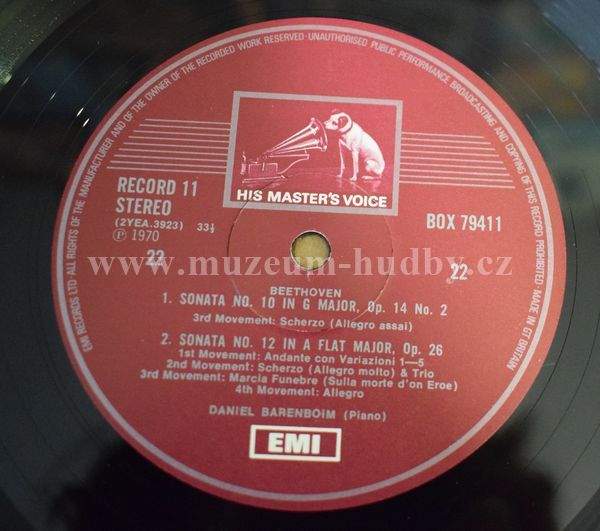 EMI RECORDS LTD ALL RIGHTS OF THE MANUFACTURER AND OF THE OWNER OF THE RECORDED WORK RESERVED · UNAUTHORISED PUBLIC PERFORMANCE BROADCASTING AND COPYING OF THIS RECORD PROHIBITED · MADE IN GT BRITAIN
HIS MASTER'S VOICE
RECORD 11
STEREO
(2YEA.3923) 33⅓
Ⓟ 1970
BOX 79411
22 22
www.muzeum-hudby.cz
BEETHOVEN
1. SONATA NO. 10 IN G MAJOR, Op. 14 No. 2
3rd Movement: Scherzo (Allegro assai)
2. SONATA NO. 12 IN A FLAT MAJOR, Op. 26
1st Movement: Andante con Variazioni 1—5
2nd Movement: Scherzo (Allegro molto) & Trio
3rd Movement: Marcia Funebre (Sulla morte d'on Eroe)
4th Movement: Allegro
DANIEL BARENBOIM (Piano)
EMI